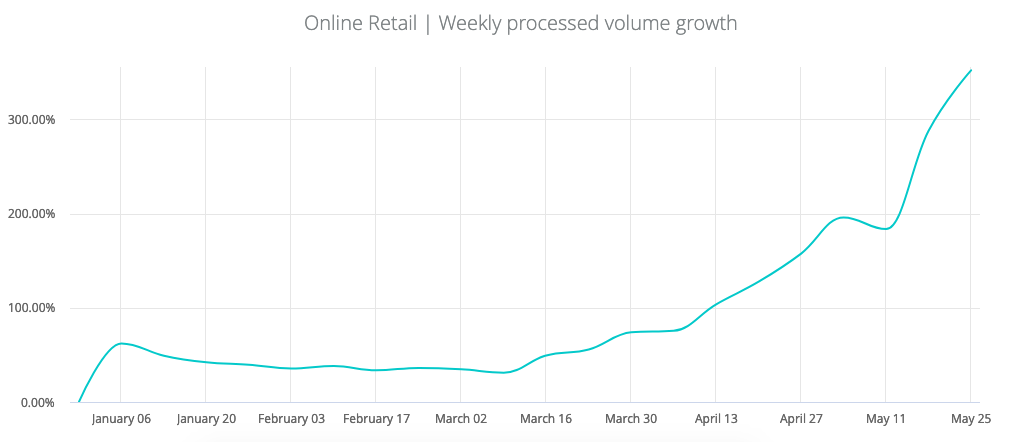 Online Retail | Weekly processed volume growth
300.00%
200.00%
100.00%
0.00%
January 06 January 20 February 03 February 17 March 02 March 16 March 30 April 13 April 27 May 11 May 25